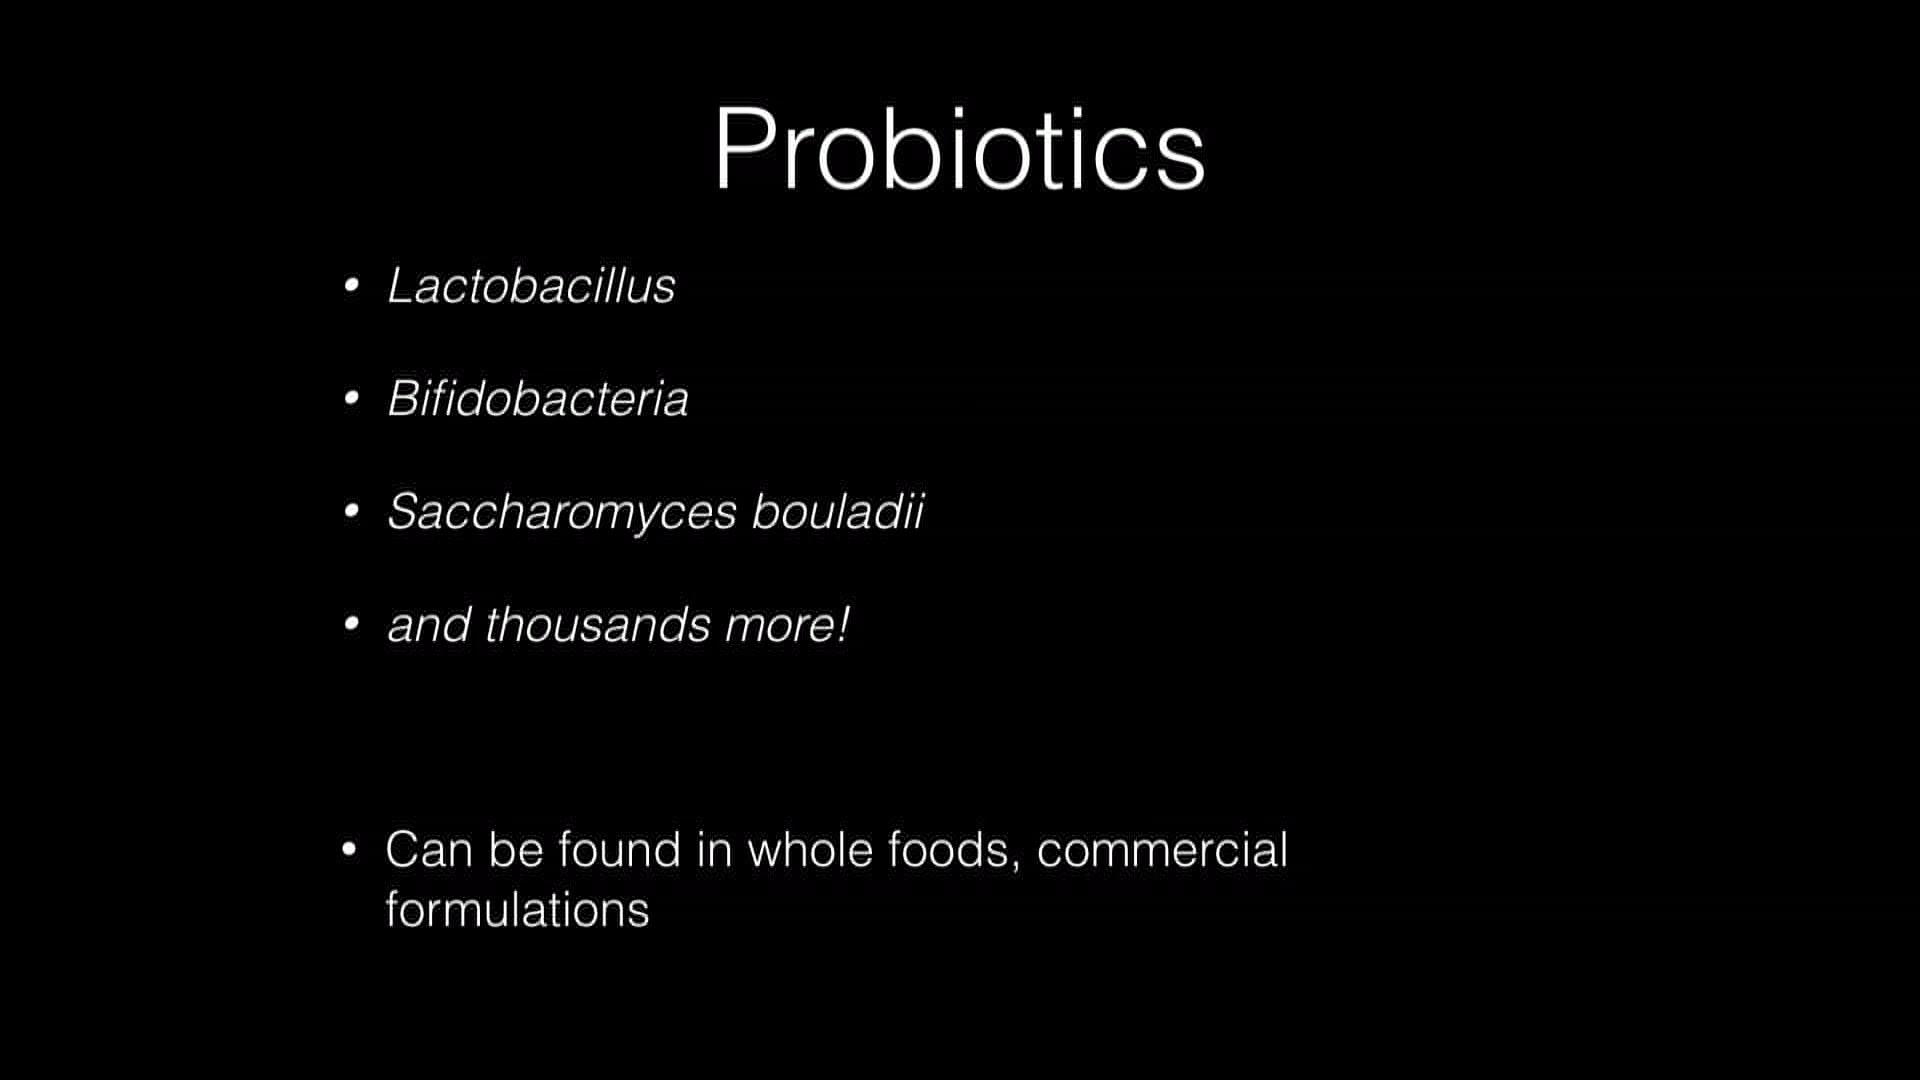 Probiotics
• Lactobacillus
• Bifidobacteria
• Saccharomyces bouladii
• and thousands more!
• Can be found in whole foods, commercial
formulations